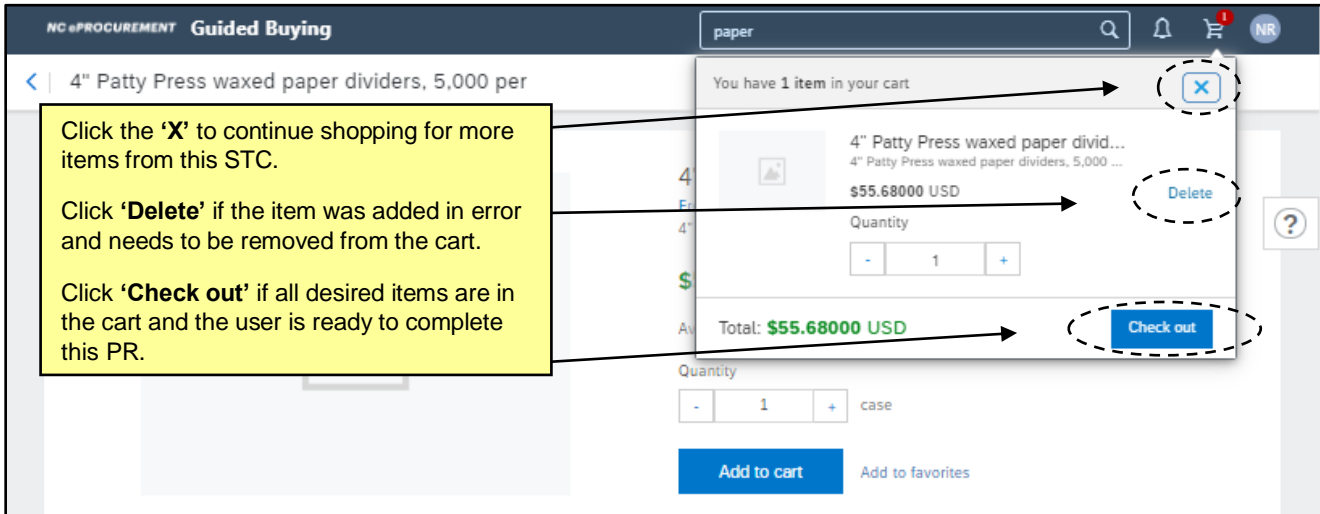 NC ePROCUREMENT Guided Buying
paper
1
NR
4" Patty Press waxed paper dividers, 5,000 per
You have 1 item in your cart
Click the ‘X’ to continue shopping for more
items from this STC.
Click ‘Delete’ if the item was added in error
and needs to be removed from the cart.
Click ‘Check out’ if all desired items are in
the cart and the user is ready to complete
this PR.
4" Patty Press waxed paper divid...
4" Patty Press waxed paper dividers, 5,000 ...
$55.68000 USD
Delete
Quantity
- 1 +
?
Total: $55.68000 USD
Check out
4"
4"
$
Quantity
- 1 + case
Add to cart
Add to favorites